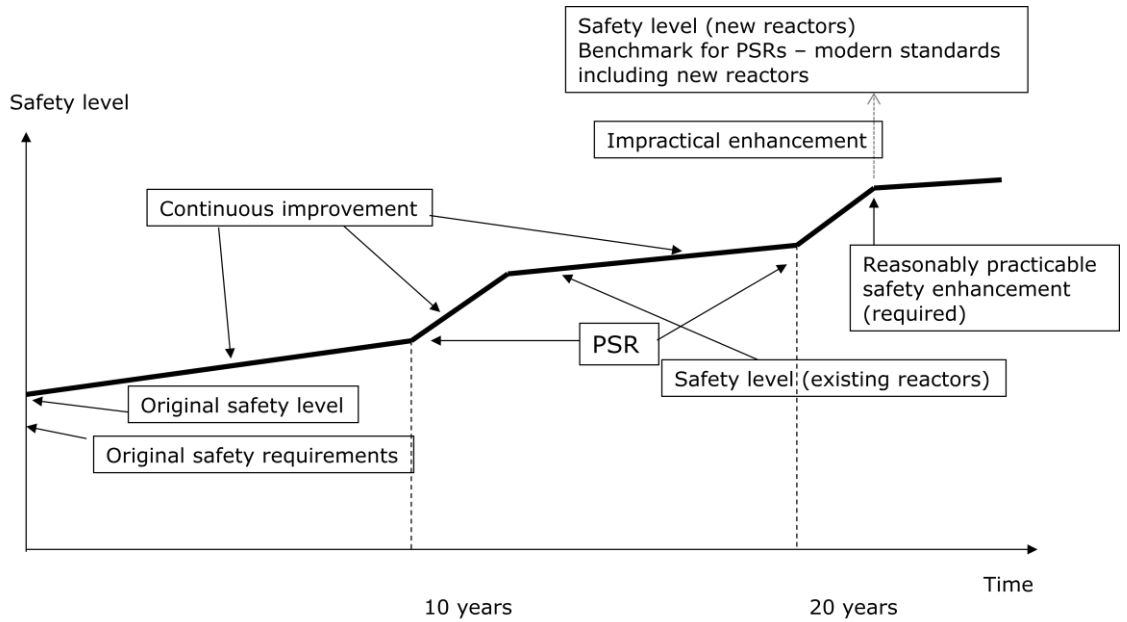 Safety level (new reactors)
Benchmark for PSRs – modern standards
including new reactors
Safety level
Impractical enhancement
Continuous improvement
Reasonably practicable
safety enhancement
(required)
PSR
Safety level (existing reactors)
Original safety level
Original safety requirements
Time
10 years
20 years